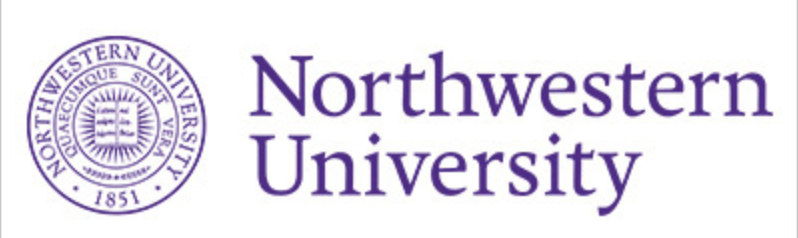 NORTHWESTERN UNIVERSITY
QUAECUMQUE SUNT VERA
• 1851 •
Northwestern
University